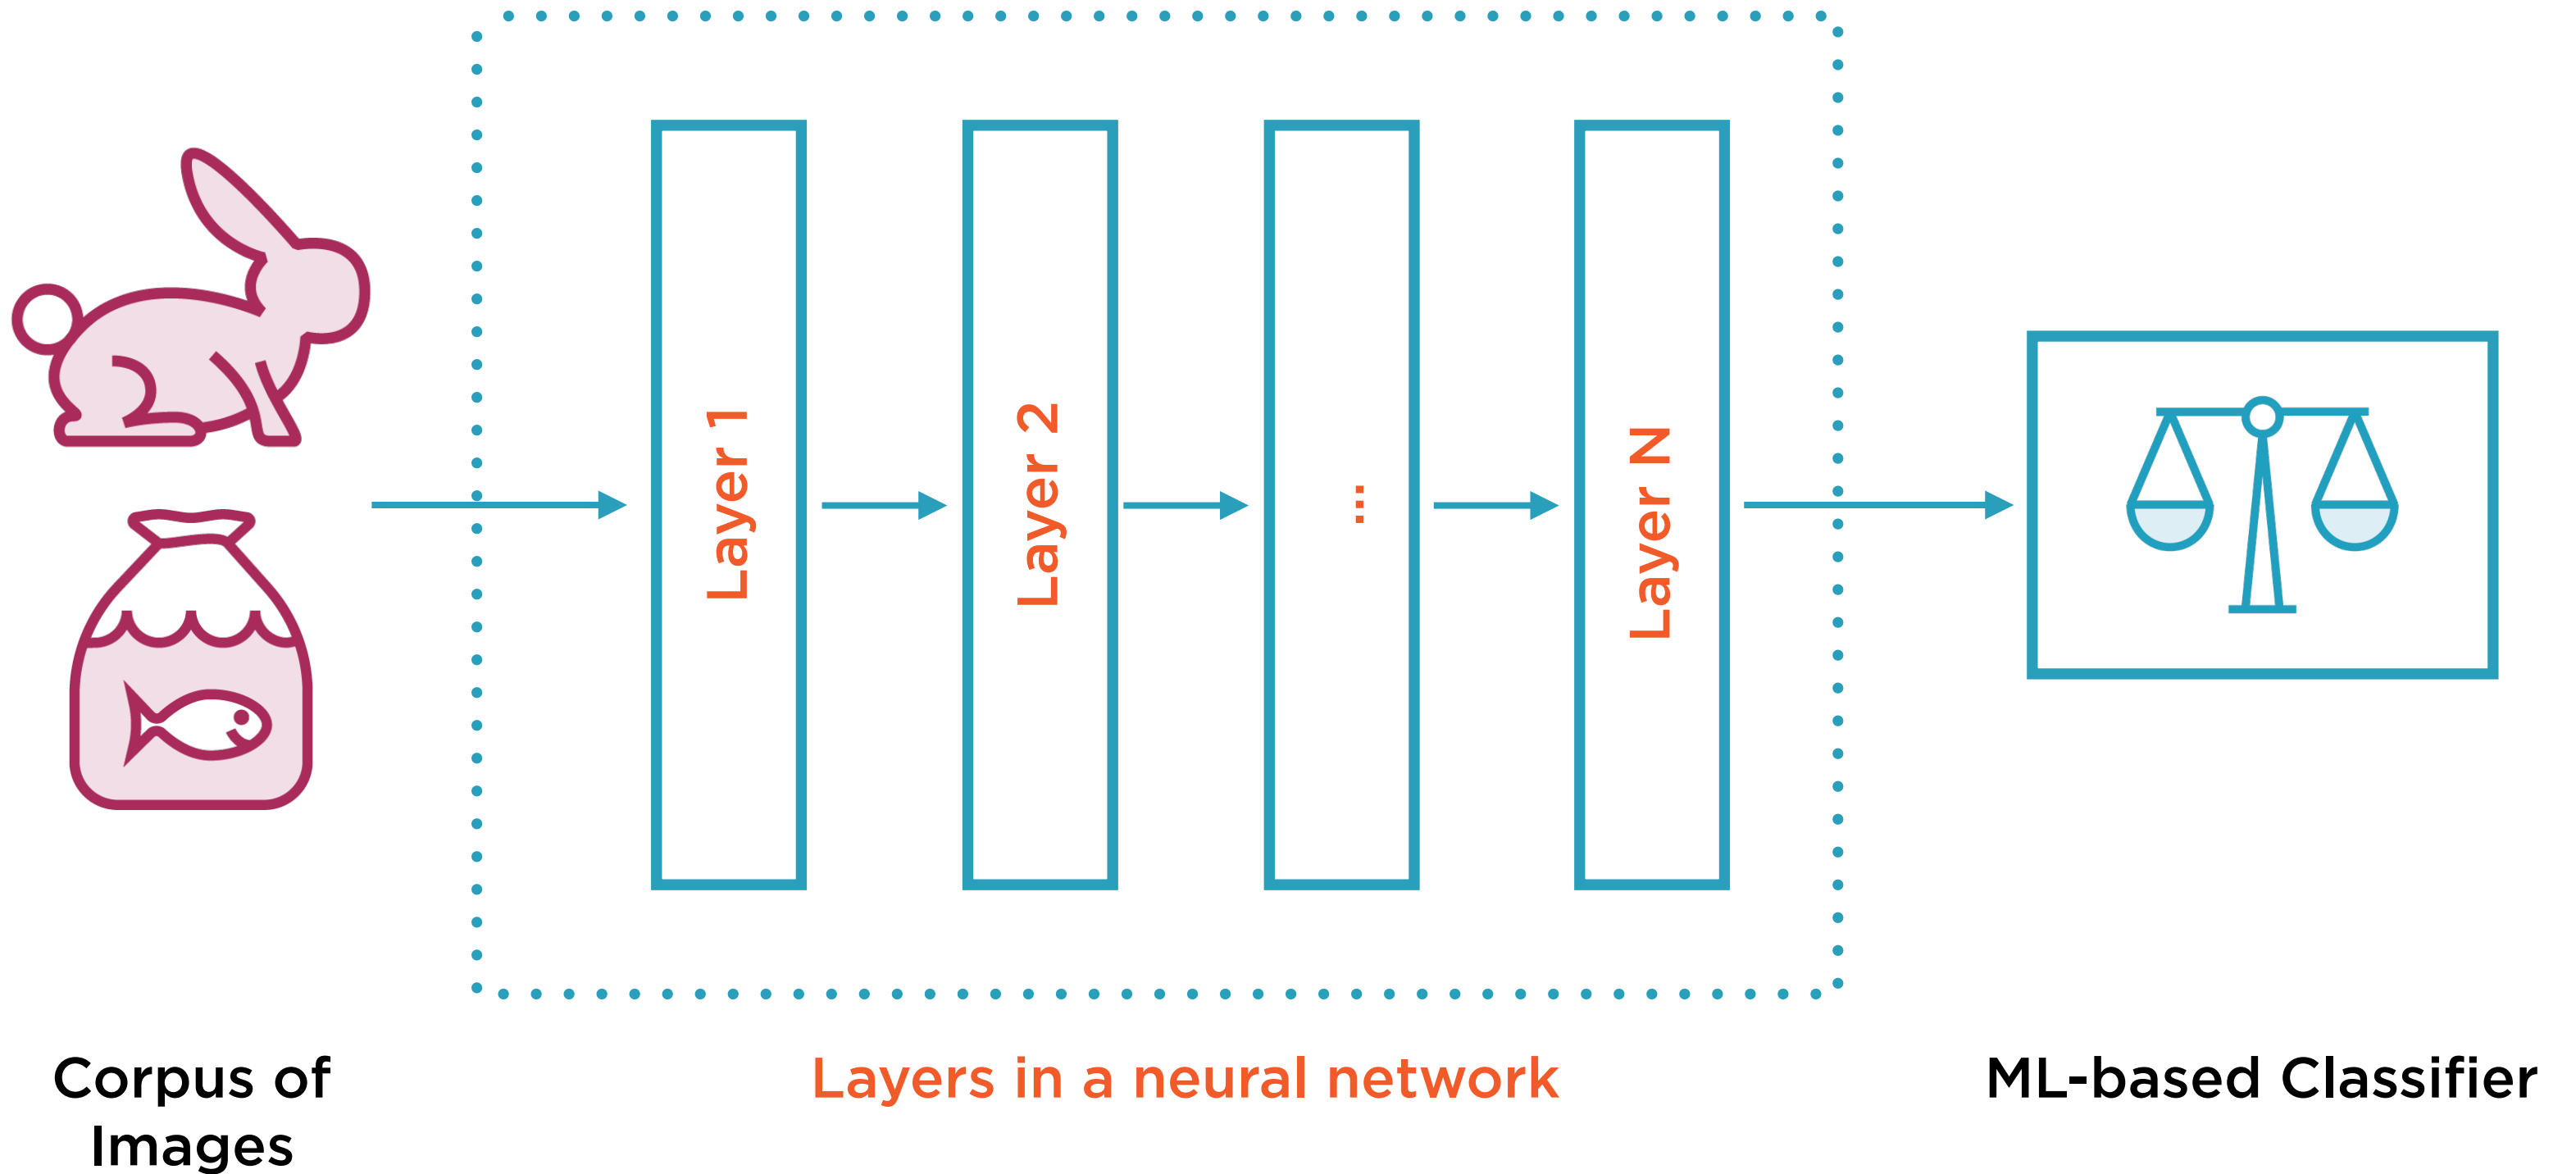 Layer 1
Layer 2
...
Layer N
Corpus of
Images
Layers in a neural network
ML-based Classifier